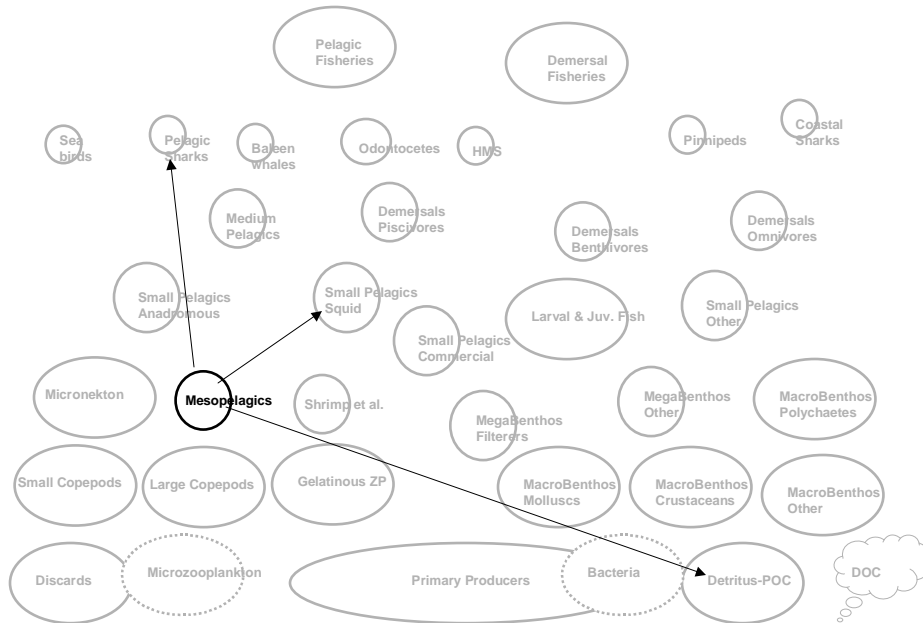 Pelagic
Fisheries
Demersal
Fisheries
Sea
birds
Pelagic
Sharks
Baleen
whales
Odontocetes
HMS
Pinnipeds
Coastal
Sharks
Medium
Pelagics
Demersals
Piscivores
Demersals
Benthivores
Demersals
Omnivores
Small Pelagics
Anadromous
Small Pelagics
Squid
Small Pelagics
Commercial
Larval & Juv. Fish
Small Pelagics
Other
Micronekton
Mesopelagics
Shrimp et al.
MegaBenthos
Filterers
MegaBenthos
Other
MacroBenthos
Polychaetes
Small Copepods
Large Copepods
Gelatinous ZP
MacroBenthos
Molluscs
MacroBenthos
Crustaceans
MacroBenthos
Other
Discards
Microzooplankton
Primary Producers
Bacteria
Detritus-POC
DOC